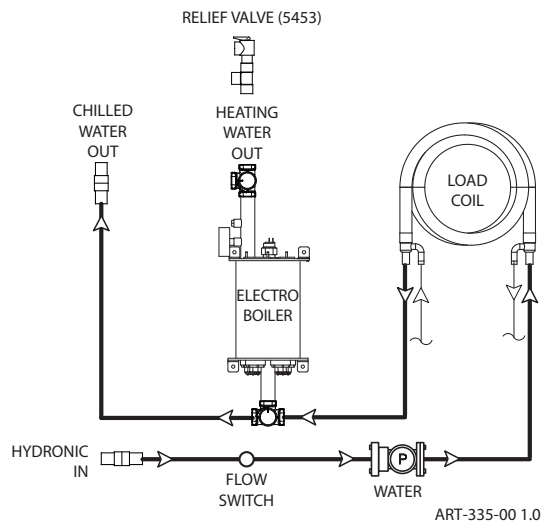 RELIEF VALVE (5453)
CHILLED
WATER
OUT
HEATING
WATER
OUT
LOAD
COIL
ELECTRO
BOILER
HYDRONIC
IN
FLOW
SWITCH
P
WATER
ART-335-00 1.0